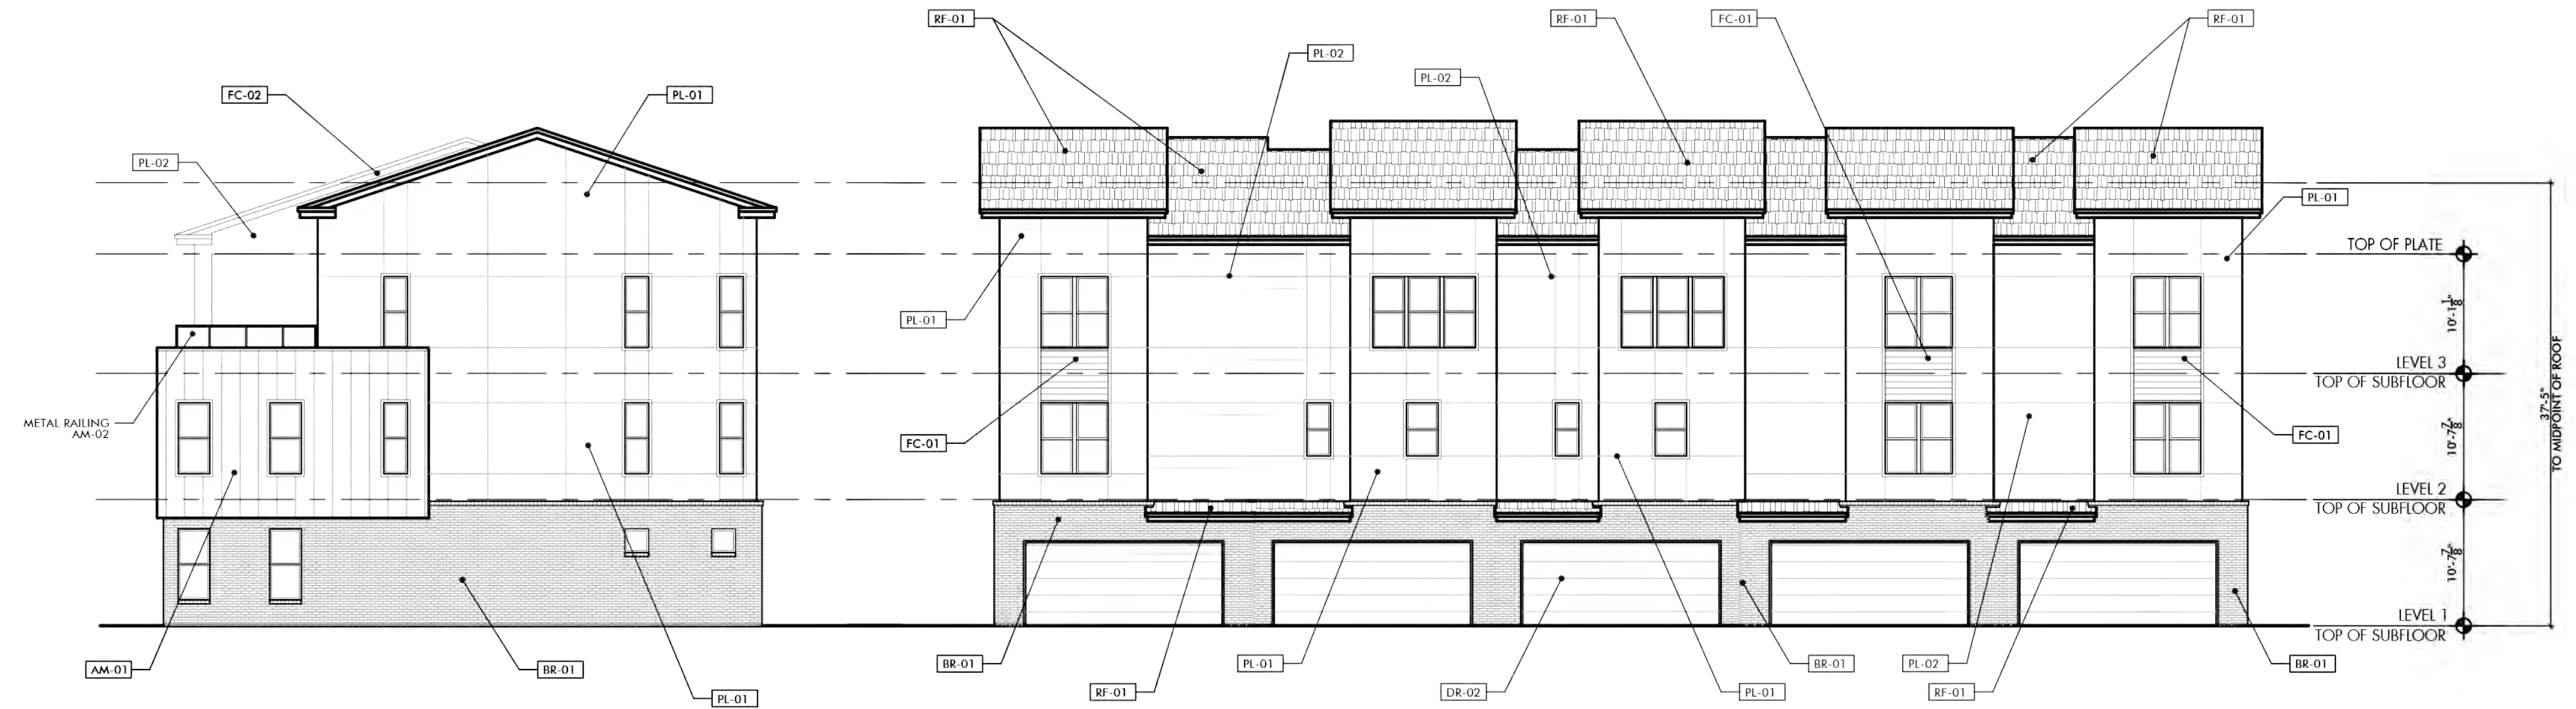 RF-01
RF-01
FC-01
RF-01
PL-02
PL-02
FC-02
PL-01
PL-02
PL-01
TOP OF PLATE
PL-01
10'-1 1/8"
LEVEL 3
TOP OF SUBFLOOR
37'-5"
TO MIDPOINT OF ROOF
METAL RAILING
AM-02
FC-01
FC-01
10'-7 7/8"
LEVEL 2
TOP OF SUBFLOOR
10'-7 7/8"
LEVEL 1
TOP OF SUBFLOOR
AM-01
BR-01
BR-01
PL-01
BR-01
PL-02
BR-01
PL-01
RF-01
DR-02
PL-01
RF-01